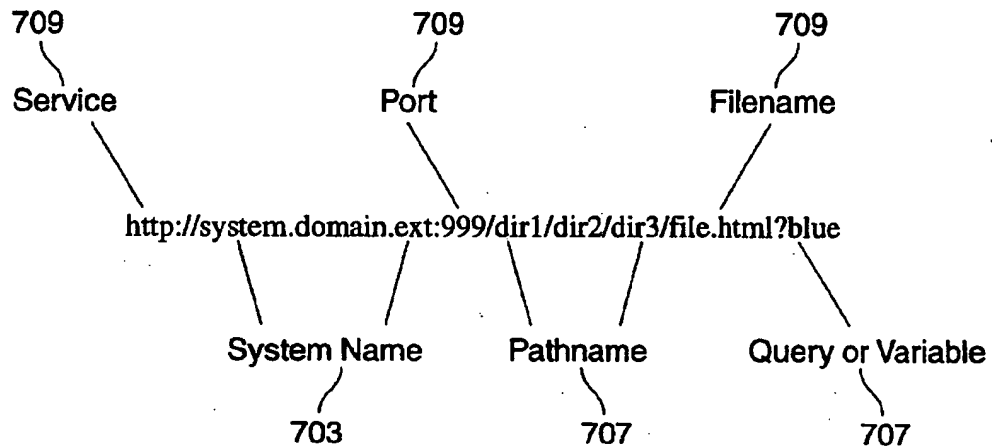 709 709 709
Service Port Filename
http://system.domain.ext:999/dir1/dir2/dir3/file.html?blue
System Name Pathname Query or Variable
703 707 707